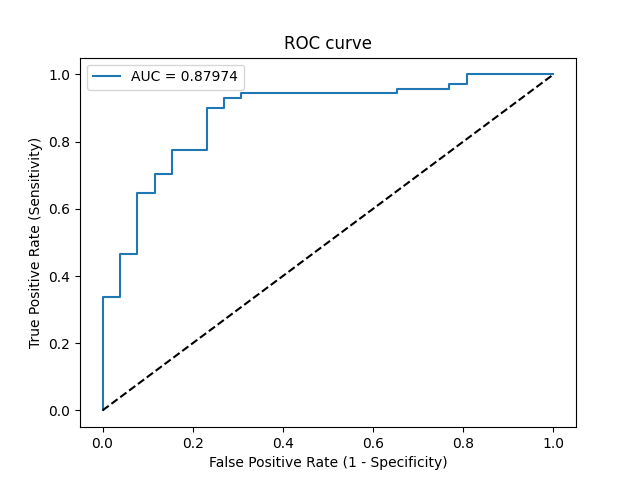 ROC curve
AUC = 0.87974
1.0
0.8
0.6
0.4
0.2
0.0
True Positive Rate (Sensitivity)
0.0 0.2 0.4 0.6 0.8 1.0
False Positive Rate (1 - Specificity)